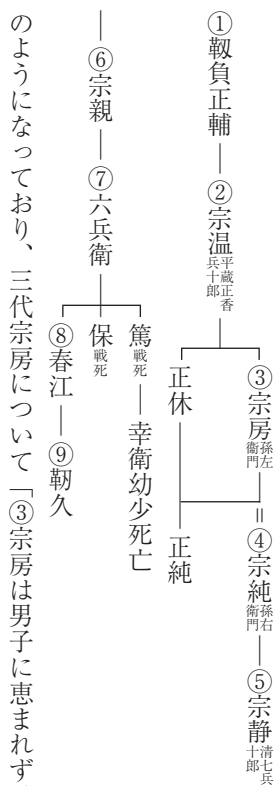 ①靱負正輔 ― ②宗温 平蔵正香 兵十郎
③宗房 孫左衛門 = ④宗純 孫右衛門 ― ⑤宗静 清七兵十郎
正休 ― 正純
― ⑥宗親 ― ⑦六兵衛
篤 戦死 ― 幸衛幼少死亡
保 戦死
⑧春江 ― ⑨靭久
のようになっており、三代宗房について「③宗房は男子に恵まれず